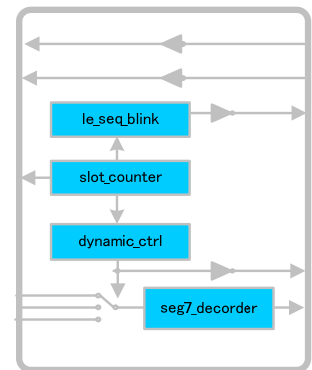 le_seq_blink
slot_counter
dynamic_ctrl
seg7_decorder